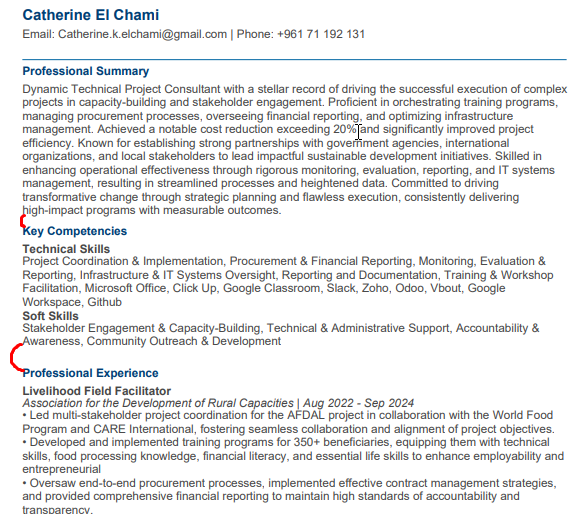 Catherine El Chami
Email: Catherine.k.elchami@gmail.com | Phone: +961 71 192 131
Professional Summary
Dynamic Technical Project Consultant with a stellar record of driving the successful execution of complex
projects in capacity-building and stakeholder engagement. Proficient in orchestrating training programs,
managing procurement processes, overseeing financial reporting, and optimizing infrastructure
management. Achieved a notable cost reduction exceeding 20% and significantly improved project
efficiency. Known for establishing strong partnerships with government agencies, international
organizations, and local stakeholders to lead impactful sustainable development initiatives. Skilled in
enhancing operational effectiveness through rigorous monitoring, evaluation, reporting, and IT systems
management, resulting in streamlined processes and heightened data. Committed to driving
transformative change through strategic planning and flawless execution, consistently delivering
high-impact programs with measurable outcomes.
Key Competencies
Technical Skills
Project Coordination & Implementation, Procurement & Financial Reporting, Monitoring, Evaluation &
Reporting, Infrastructure & IT Systems Oversight, Reporting and Documentation, Training & Workshop
Facilitation, Microsoft Office, Click Up, Google Classroom, Slack, Zoho, Odoo, Vbout, Google
Workspace, Github
Soft Skills
Stakeholder Engagement & Capacity-Building, Technical & Administrative Support, Accountability &
Awareness, Community Outreach & Development
Professional Experience
Livelihood Field Facilitator
Association for the Development of Rural Capacities | Aug 2022 - Sep 2024
• Led multi-stakeholder project coordination for the AFDAL project in collaboration with the World Food
Program and CARE International, fostering seamless collaboration and alignment of project objectives.
• Developed and implemented training programs for 350+ beneficiaries, equipping them with technical
skills, food processing knowledge, financial literacy, and essential life skills to enhance employability and
entrepreneurial
• Oversaw end-to-end procurement processes, implemented effective contract management strategies,
and provided comprehensive financial reporting to maintain high standards of accountability and
transparency.